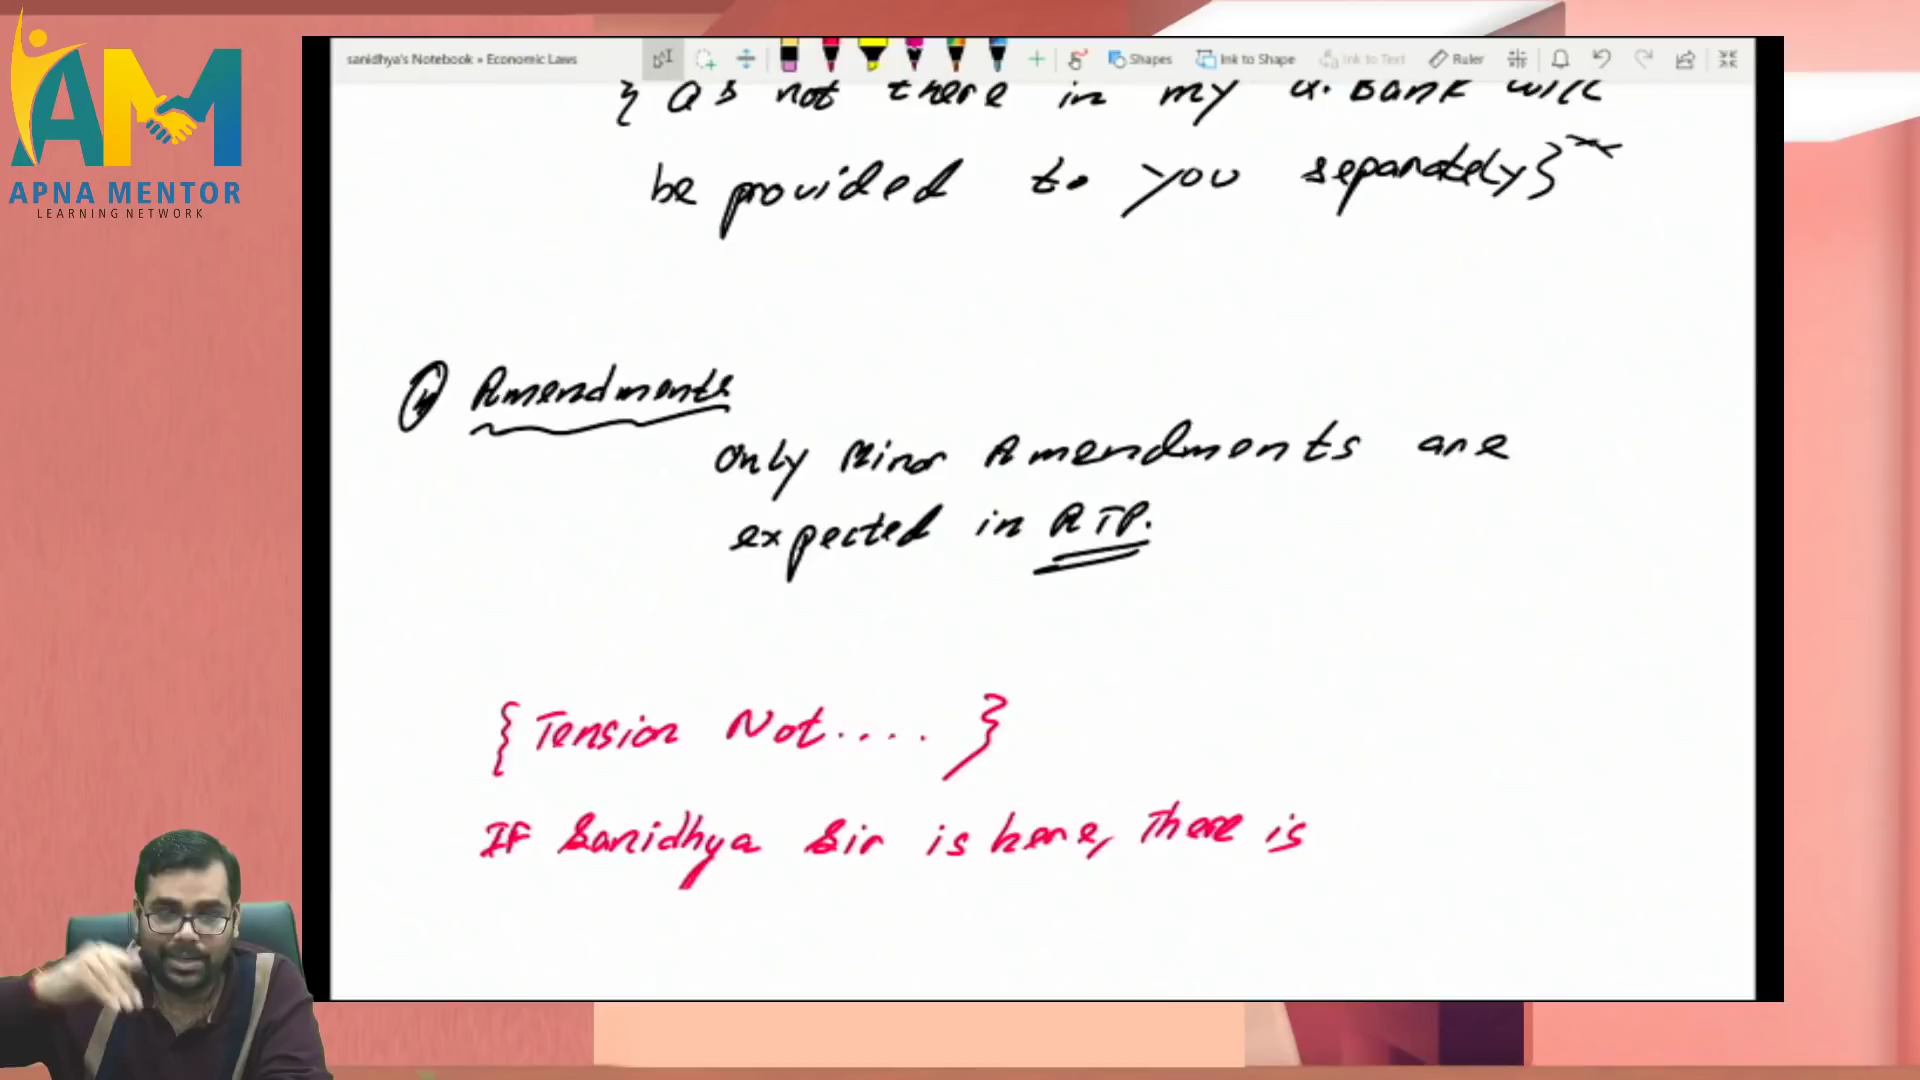 AM
APNA MENTOR
LEARNING NETWORK
sanidhya's Notebook » Economic Laws
Shapes
Ink to Shape
Ink to Text
Ruler
{ Qs not there in my Q. Bank will
be provided to you separately}
Amendments
Only Minor Amendments are
expected in RTP.
{Tension Not.... }
If Sanidhya Sir is here, There is